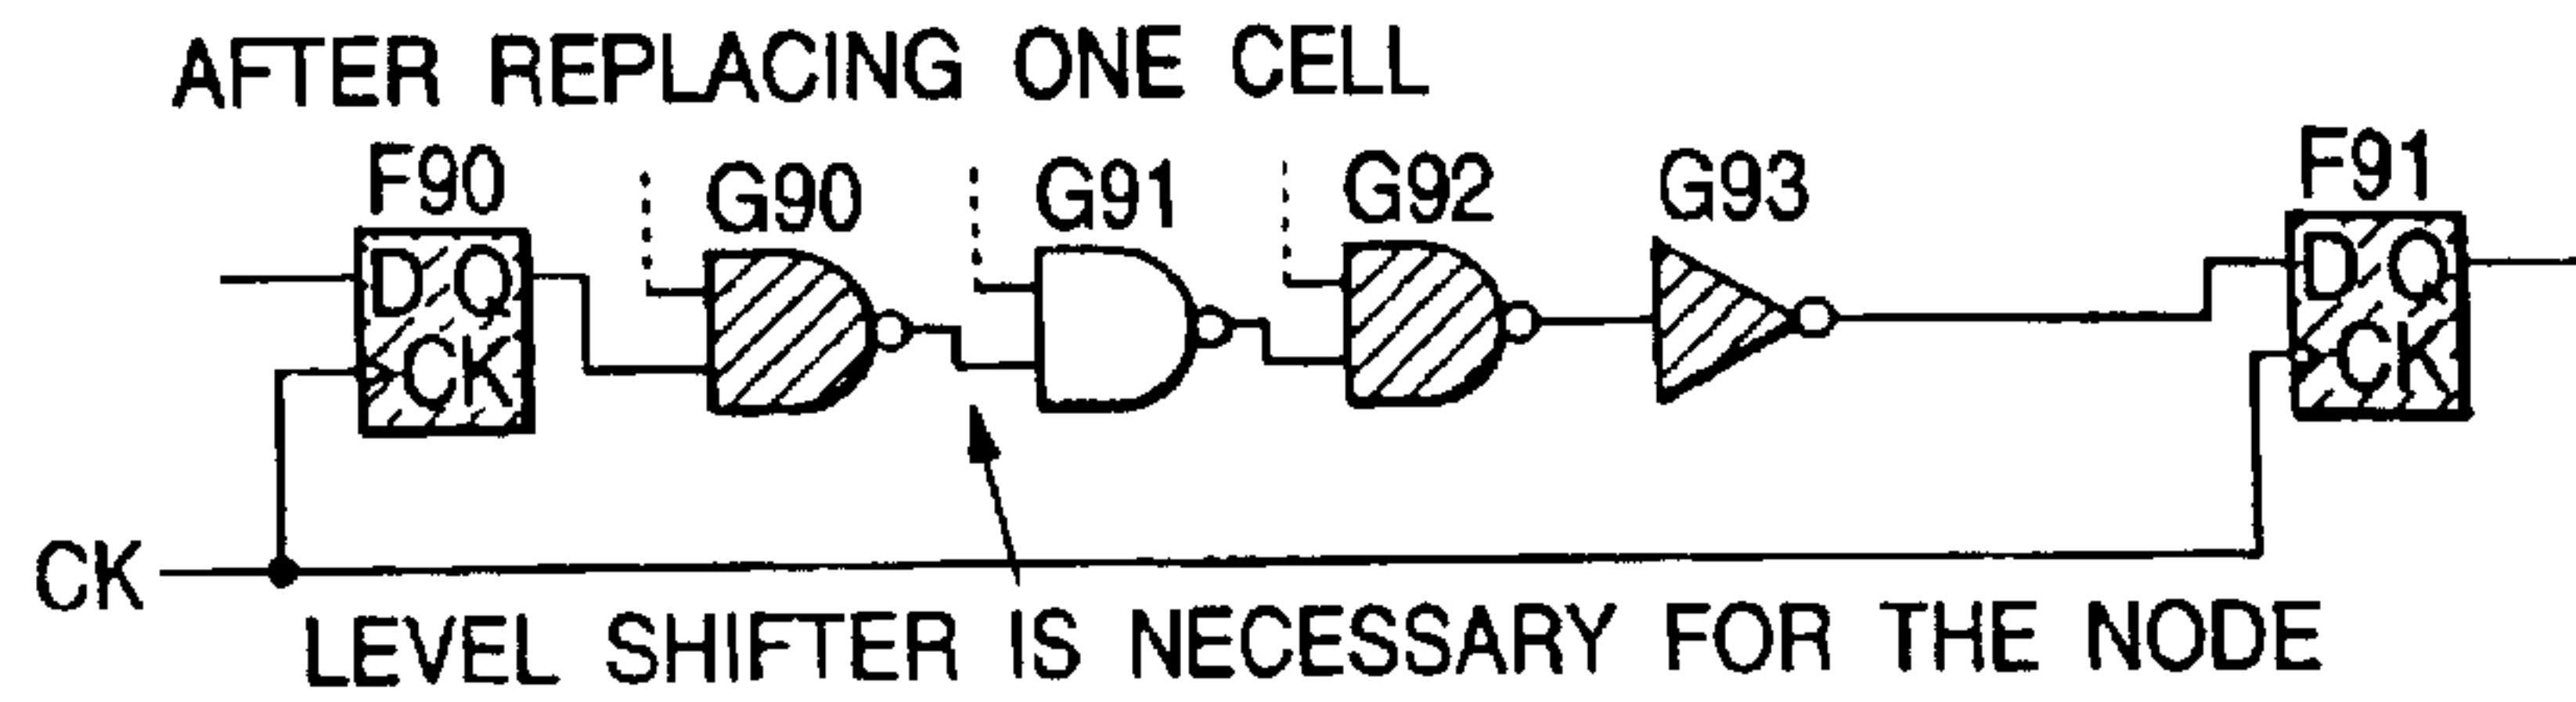 AFTER REPLACING ONE CELL
F90 G90 G91 G92 G93 F91
D Q D Q
CK CK
CK
LEVEL SHIFTER IS NECESSARY FOR THE NODE